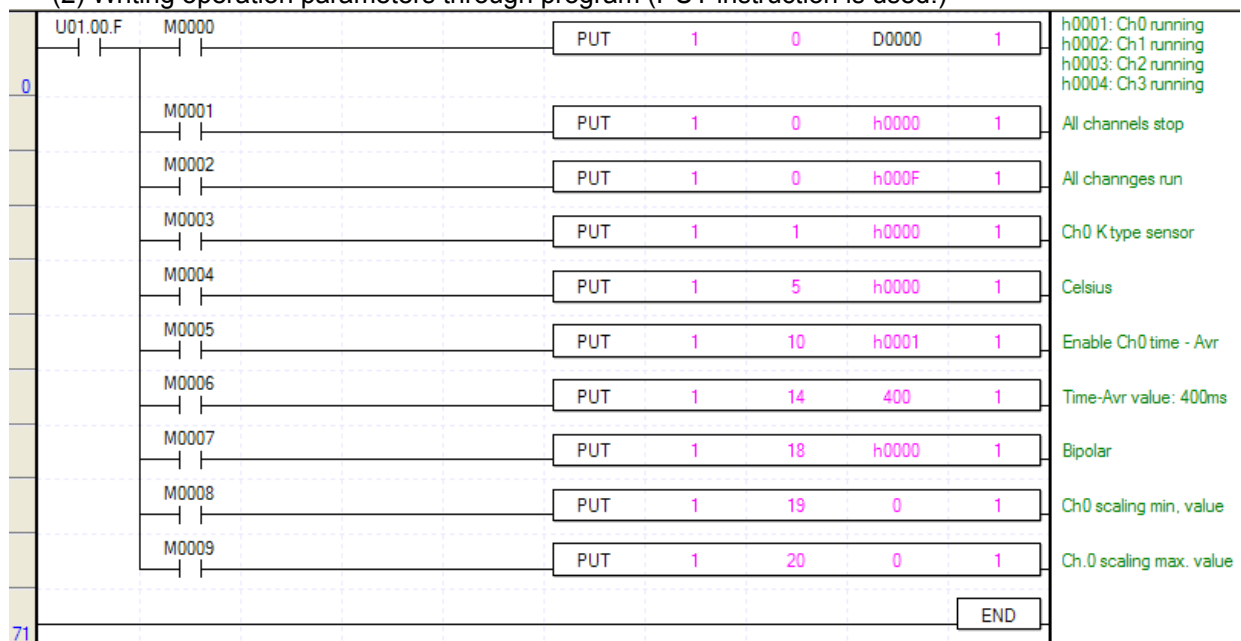 (2) Writing operation parameters through program (PUT instruction is used.)
U01.00.F M0000 PUT 1 0 D0000 1 h0001: Ch0 running
h0002: Ch1 running
h0003: Ch2 running
0 h0004: Ch3 running
M0001 PUT 1 0 h0000 1 All channels stop
M0002 PUT 1 0 h000F 1 All channges run
M0003 PUT 1 1 h0000 1 Ch0 K type sensor
M0004 PUT 1 5 h0000 1 Celsius
M0005 PUT 1 10 h0001 1 Enable Ch0 time - Avr
M0006 PUT 1 14 400 1 Time-Avr value: 400ms
M0007 PUT 1 18 h0000 1 Bipolar
M0008 PUT 1 19 0 1 Ch0 scaling min, value
M0009 PUT 1 20 0 1 Ch.0 scaling max. value
END
71